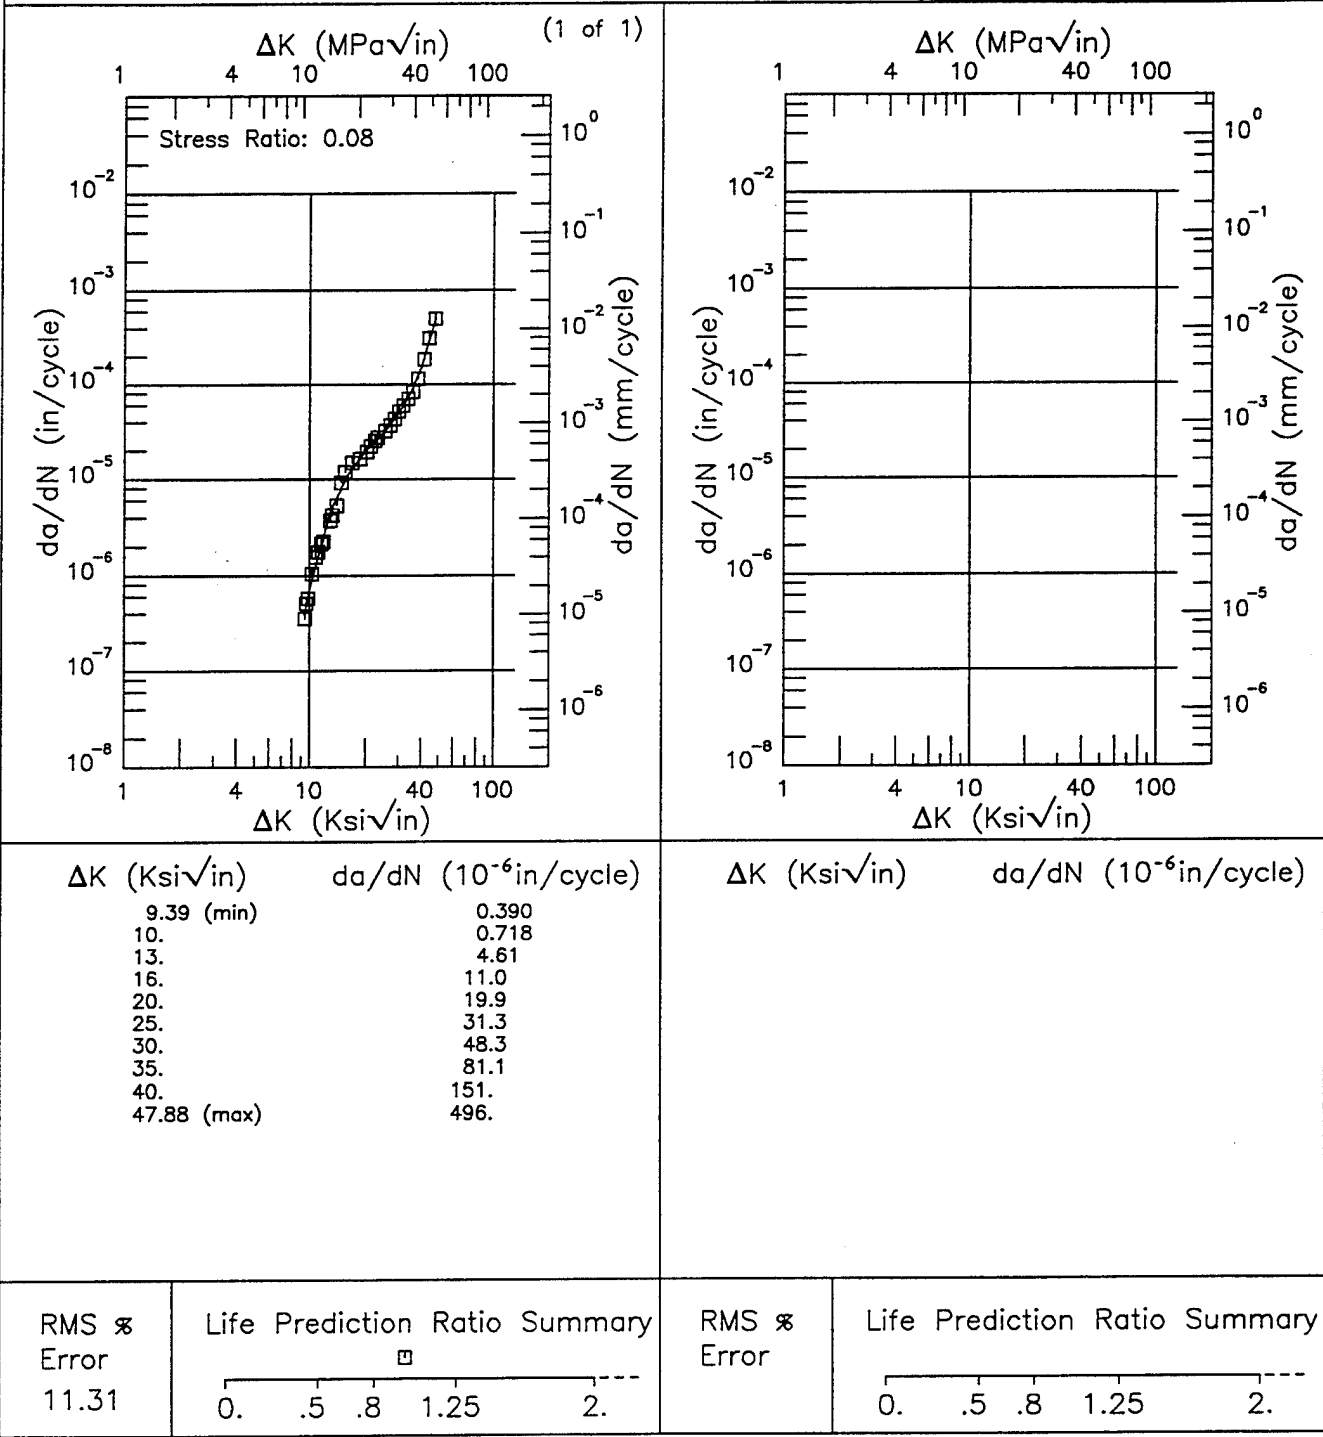 (1 of 1)
ΔK (MPa√in)
1 4 10 40 100
Stress Ratio: 0.08
da/dN (in/cycle)
10⁻²
10⁻³
10⁻⁴
10⁻⁵
10⁻⁶
10⁻⁷
10⁻⁸
10⁰
10⁻¹
10⁻²
10⁻³
10⁻⁴
10⁻⁵
10⁻⁶
da/dN (mm/cycle)
1 4 10 40 100
ΔK (Ksi√in)
ΔK (MPa√in)
1 4 10 40 100
da/dN (in/cycle)
10⁻²
10⁻³
10⁻⁴
10⁻⁵
10⁻⁶
10⁻⁷
10⁻⁸
10⁰
10⁻¹
10⁻²
10⁻³
10⁻⁴
10⁻⁵
10⁻⁶
da/dN (mm/cycle)
1 4 10 40 100
ΔK (Ksi√in)
ΔK (Ksi√in) da/dN (10⁻⁶in/cycle)
9.39 (min) 0.390
10. 0.718
13. 4.61
16. 11.0
20. 19.9
25. 31.3
30. 48.3
35. 81.1
40. 151.
47.88 (max) 496.
ΔK (Ksi√in) da/dN (10⁻⁶in/cycle)
RMS %
Error
11.31
Life Prediction Ratio Summary
0. .5 .8 1.25 2.
RMS %
Error
Life Prediction Ratio Summary
0. .5 .8 1.25 2.